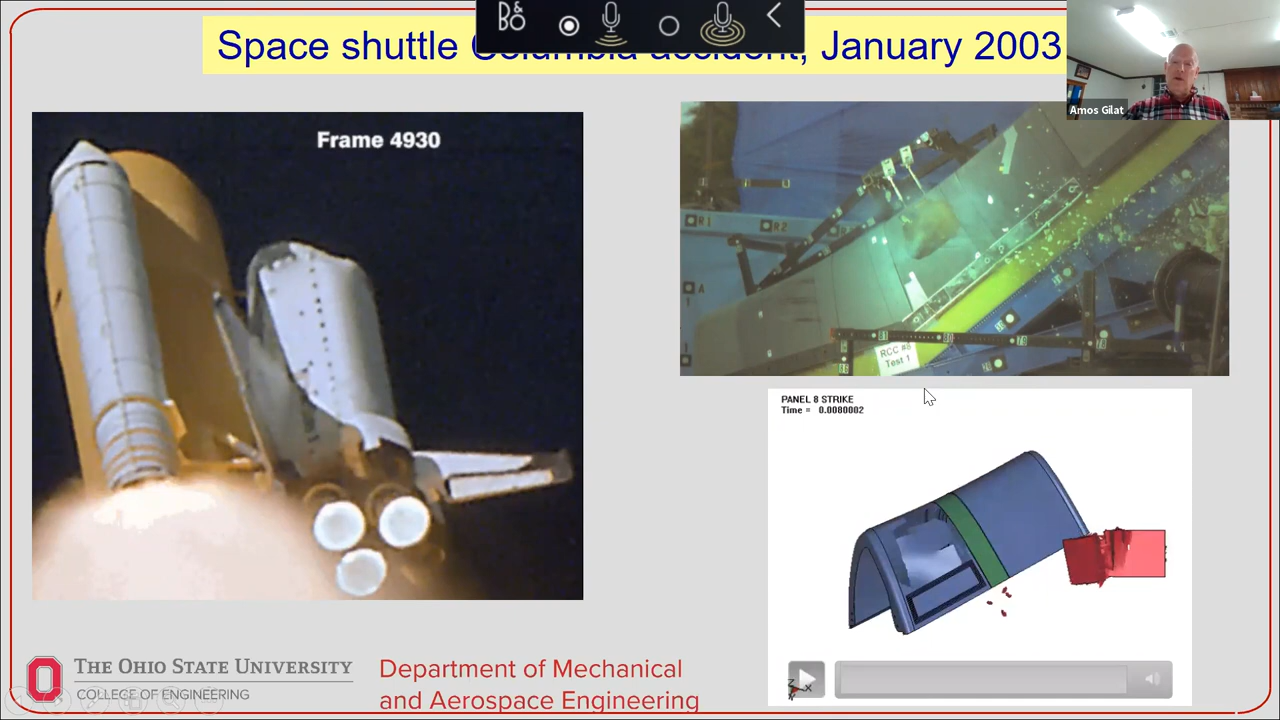 Space shuttle Columbia accident, January 2003
Amos Gilat
Frame 4930
R1
R2
A
1
RCC #8
Test 1
PANEL 8 STRIKE
Time = 0.0080002
THE OHIO STATE UNIVERSITY
COLLEGE OF ENGINEERING
Department of Mechanical
and Aerospace Engineering